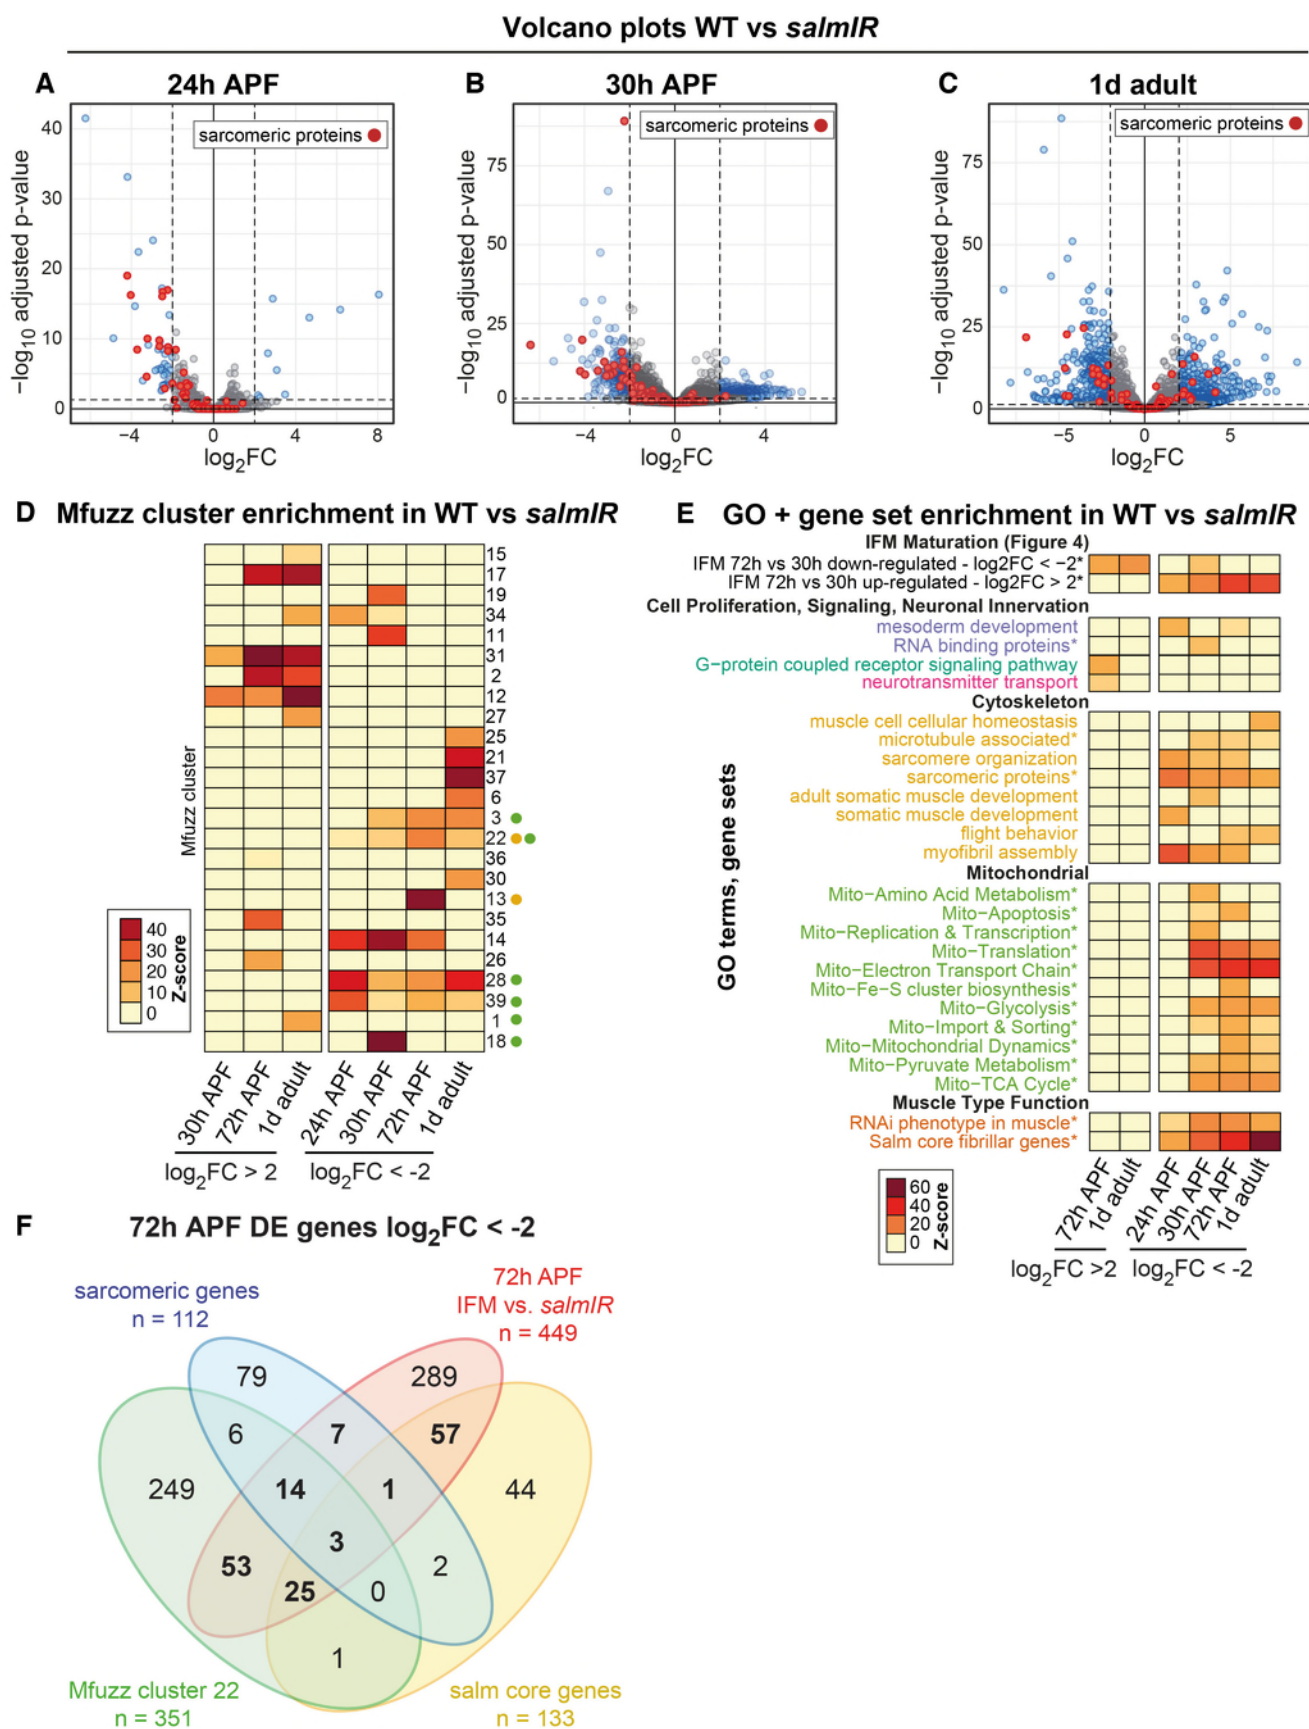 Volcano plots WT vs salmIR
A 24h APF
B 30h APF
C 1d adult
sarcomeric proteins
sarcomeric proteins
sarcomeric proteins
−log10 adjusted p-value
40
30
20
10
0
−4 0 4 8
log2FC
−log10 adjusted p-value
75
50
25
0
−4 0 4
log2FC
−log10 adjusted p-value
75
50
25
0
−5 0 5
log2FC
D Mfuzz cluster enrichment in WT vs salmIR
Mfuzz cluster
15
17
19
34
11
31
2
12
27
25
21
37
6
3
22
36
30
13
35
14
26
28
39
1
18
40
30
20
10
0
Z-score
30h APF
72h APF
1d adult
24h APF
30h APF
72h APF
1d adult
log2FC > 2
log2FC < -2
E GO + gene set enrichment in WT vs salmIR
IFM Maturation (Figure 4)
IFM 72h vs 30h down-regulated - log2FC < −2*
IFM 72h vs 30h up-regulated - log2FC > 2*
Cell Proliferation, Signaling, Neuronal Innervation
mesoderm development
RNA binding proteins*
G−protein coupled receptor signaling pathway
neurotransmitter transport
Cytoskeleton
muscle cell cellular homeostasis
microtubule associated*
sarcomere organization
sarcomeric proteins*
adult somatic muscle development
somatic muscle development
flight behavior
myofibril assembly
Mitochondrial
Mito−Amino Acid Metabolism*
Mito−Apoptosis*
Mito−Replication & Transcription*
Mito−Translation*
Mito−Electron Transport Chain*
Mito−Fe−S cluster biosynthesis*
Mito−Glycolysis*
Mito−Import & Sorting*
Mito−Mitochondrial Dynamics*
Mito−Pyruvate Metabolism*
Mito−TCA Cycle*
Muscle Type Function
RNAi phenotype in muscle*
Salm core fibrillar genes*
GO terms, gene sets
60
40
20
0
Z-score
72h APF
1d adult
24h APF
30h APF
72h APF
1d adult
log2FC >2
log2FC < -2
F 72h APF DE genes log2FC < -2
sarcomeric genes
n = 112
72h APF
IFM vs. salmIR
n = 449
79
289
6
7
57
249
14
1
44
3
53
25
0
2
1
Mfuzz cluster 22
n = 351
salm core genes
n = 133